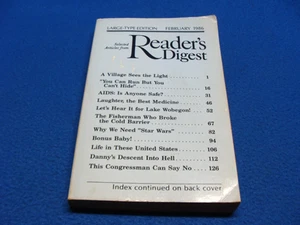 LARGE-TYPE EDITION FEBRUARY 1986
Selected
Articles from
Reader's
Digest
A Village Sees the Light 1
"You Can Run But You
Can't Hide" 16
AIDS: Is Anyone Safe? 31
Laughter, the Best Medicine 46
Let's Hear It for Lake Wobegon! 52
The Fisherman Who Broke
the Cold Barrier 67
Why We Need "Star Wars" 82
Bonus Baby! 94
Life in These United States 106
Danny's Descent Into Hell 112
This Congressman Can Say No 126
Index continued on back cover